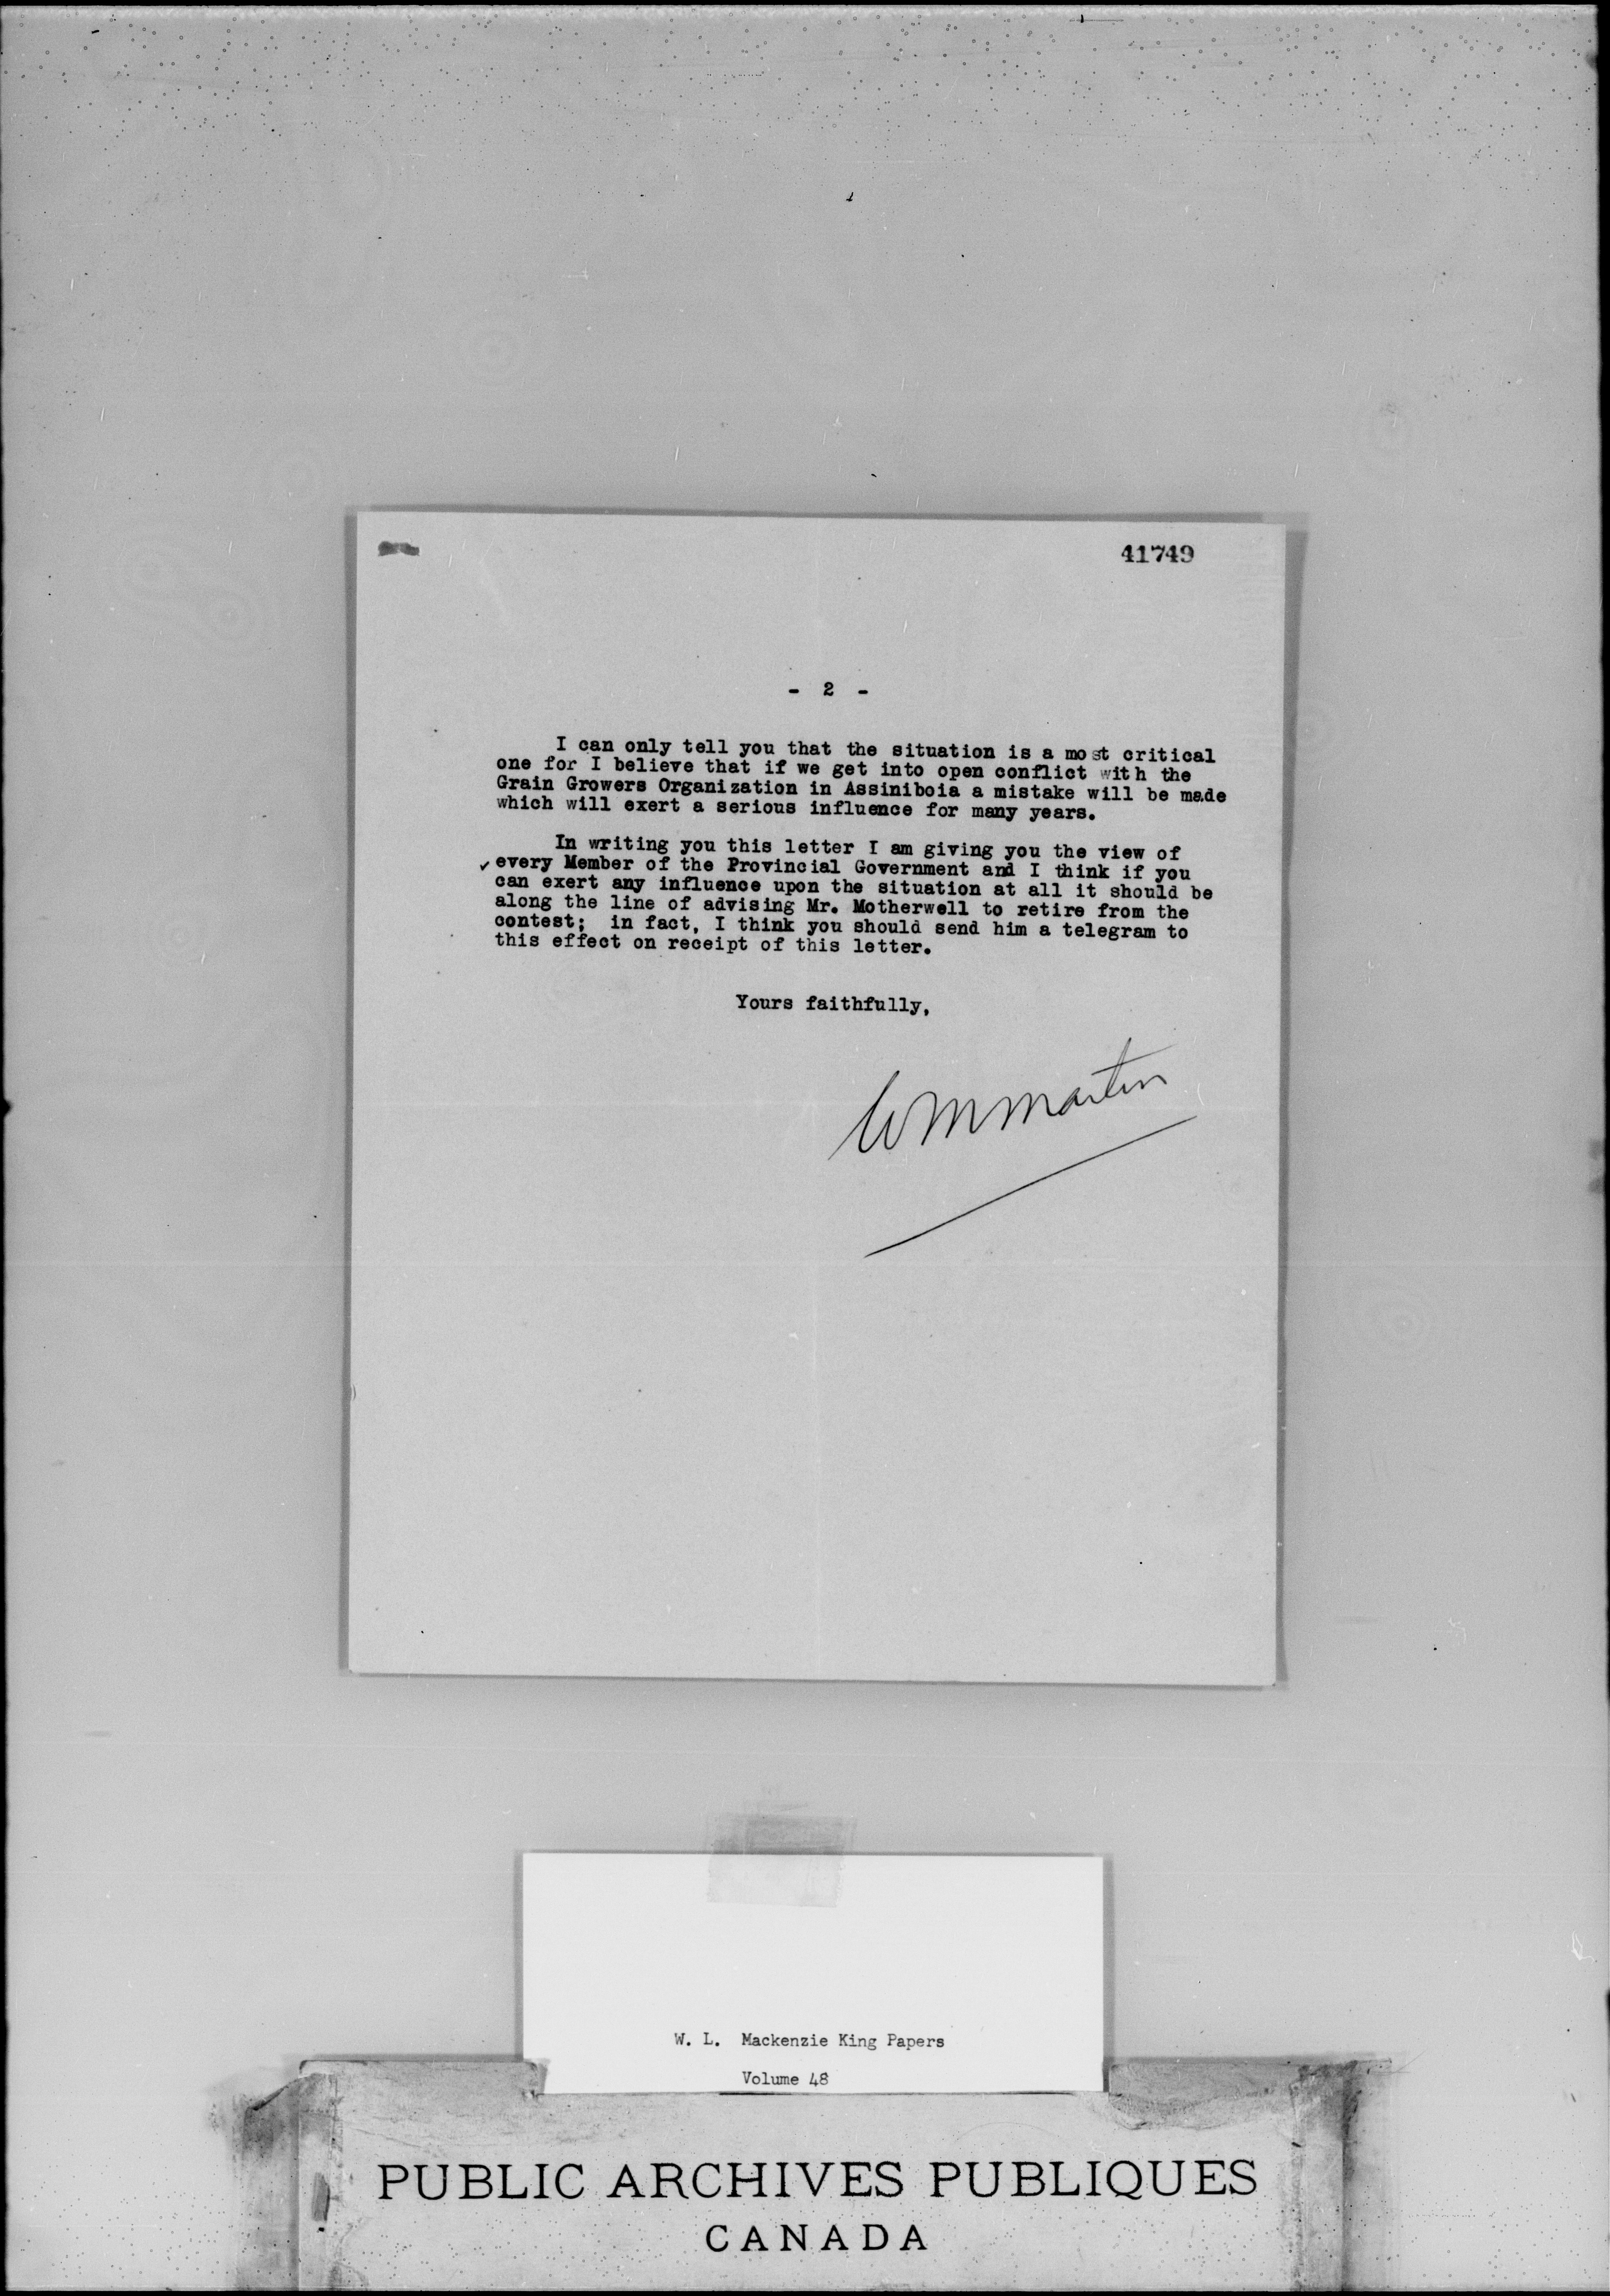 41749
- 2 -
I can only tell you that the situation is a most critical
one for I believe that if we get into open conflict with the
Grain Growers Organization in Assiniboia a mistake will be made
which will exert a serious influence for many years.
In writing you this letter I am giving you the view of
✓ every Member of the Provincial Government and I think if you
can exert any influence upon the situation at all it should be
along the line of advising Mr. Motherwell to retire from the
contest; in fact, I think you should send him a telegram to
this effect on receipt of this letter.
Yours faithfully,
W M Martin
W. L. Mackenzie King Papers
Volume 48
PUBLIC ARCHIVES PUBLIQUES
CANADA